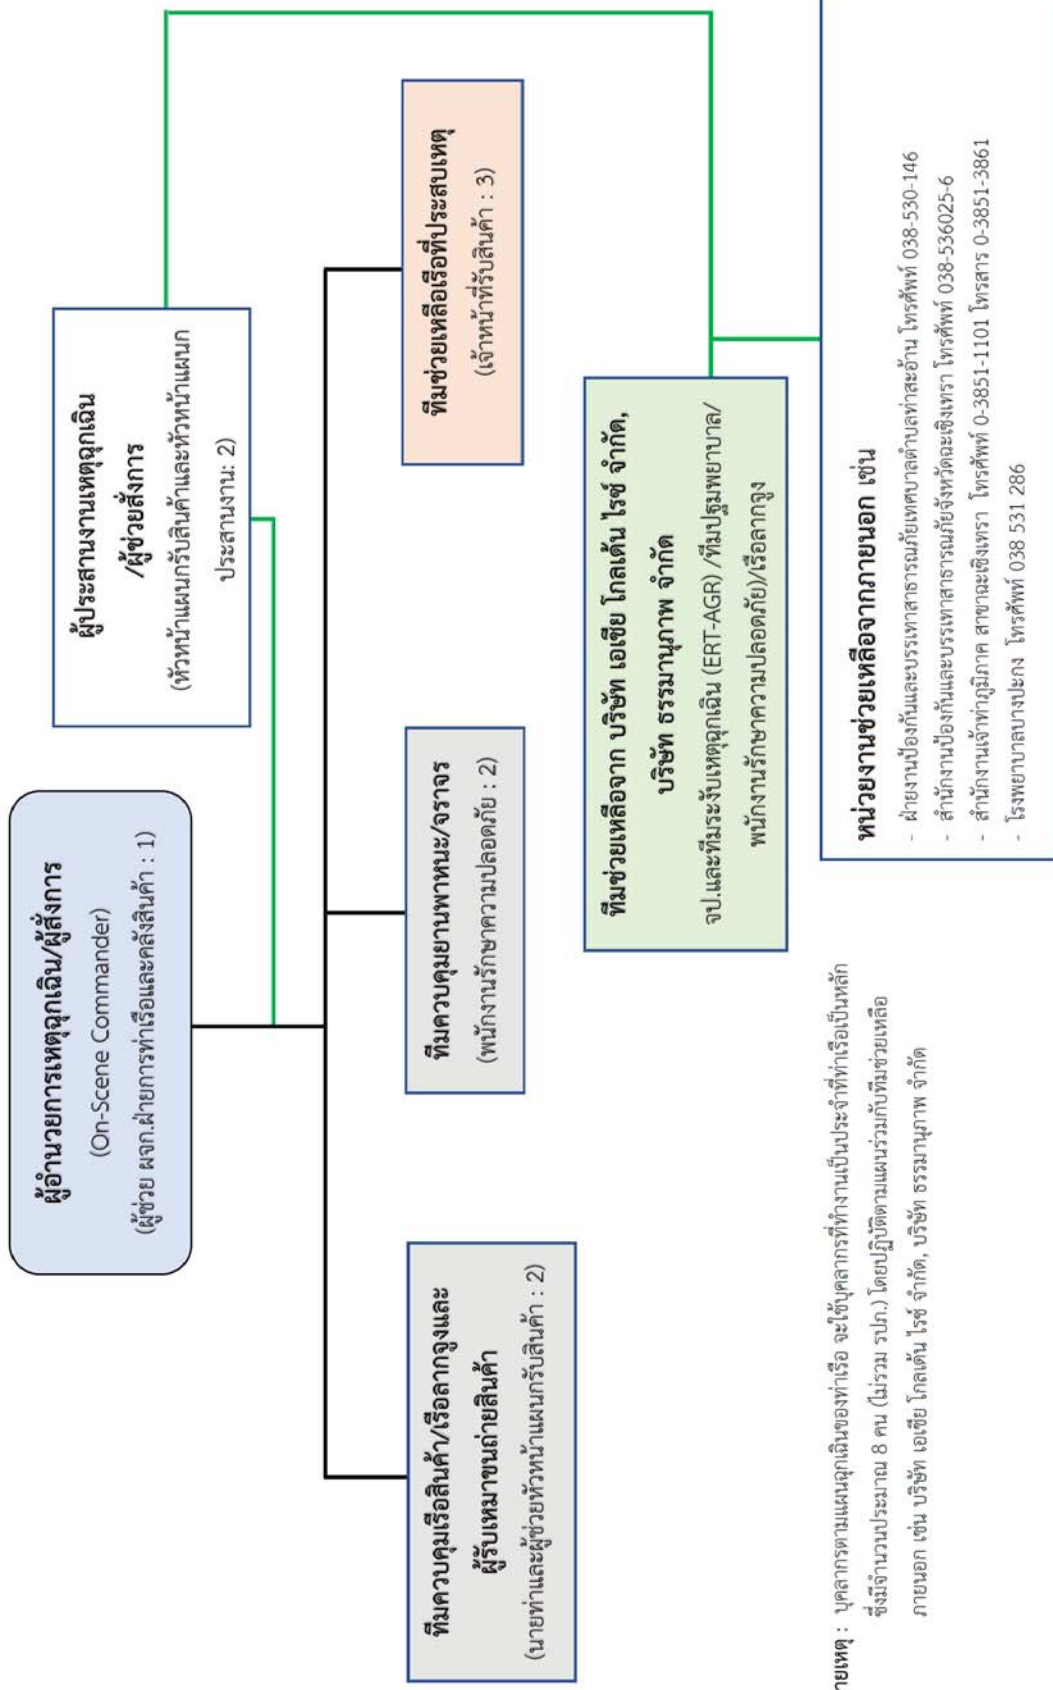 ผู้อำนวยการเหตุฉุกเฉิน/ผู้สั่งการ
(On-Scene Commander)
(ผู้ช่วย ผจก.ฝ่ายการท่าเรือและคลังสินค้า : 1)
ผู้ประสานงานเหตุฉุกเฉิน
/ผู้ช่วยสั่งการ
(หัวหน้าแผนกรับสินค้าและหัวหน้าแผนก
ประสานงาน: 2)
ทีมควบคุมเรือสินค้า/เรือลากจูงและ
ผู้รับเหมาขนถ่ายสินค้า
(นายท่าและผู้ช่วยหัวหน้าแผนกรับสินค้า : 2)
ทีมควบคุมยานพาหนะ/จราจร
(พนักงานรักษาความปลอดภัย : 2)
ทีมช่วยเหลือเรือที่ประสบเหตุ
(เจ้าหน้าที่รับสินค้า : 3)
ทีมช่วยเหลือจาก บริษัท เอเชีย โกลเด้น ไรซ์ จำกัด,
บริษัท ธรรมานุภาพ จำกัด
จป.และทีมระงับเหตุฉุกเฉิน (ERT-AGR) /ทีมปฐมพยาบาล/
พนักงานรักษาความปลอดภัย)/เรือลากจูง
หน่วยงานช่วยเหลือจากภายนอก เช่น
- ฝ่ายงานป้องกันและบรรเทาสาธารณภัยเทศบาลตำบลท่าสะอ้าน โทรศัพท์ 038-530-146
- สำนักงานป้องกันและบรรเทาสาธารณภัยจังหวัดฉะเชิงเทรา โทรศัพท์ 038-536025-6
- สำนักงานเจ้าท่าภูมิภาค สาขาฉะเชิงเทรา โทรศัพท์ 0-3851-1101 โทรสาร 0-3851-3861
- โรงพยาบาลบางปะกง โทรศัพท์ 038 531 286
ายเหตุ : บุคลากรตามแผนฉุกเฉินของท่าเรือ จะใช้บุคลากรที่ทำงานเป็นประจำที่ท่าเรือเป็นหลัก
ซึ่งมีจำนวนประมาณ 8 คน (ไม่รวม รปภ.) โดยปฏิบัติตามแผนร่วมกับทีมช่วยเหลือ
ภายนอก เช่น บริษัท เอเชีย โกลเด้น ไรซ์ จำกัด, บริษัท ธรรมานุภาพ จำกัด